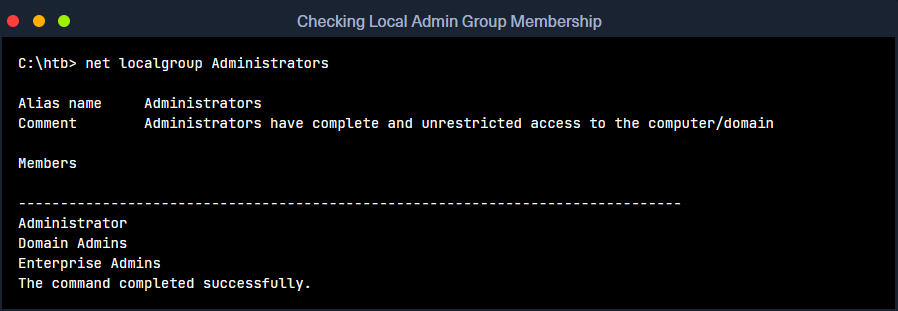 Checking Local Admin Group Membership
C:\htb> net localgroup Administrators
Alias name     Administrators
Comment        Administrators have complete and unrestricted access to the computer/domain
Members
-------------------------------------------------------------------------------
Administrator
Domain Admins
Enterprise Admins
The command completed successfully.